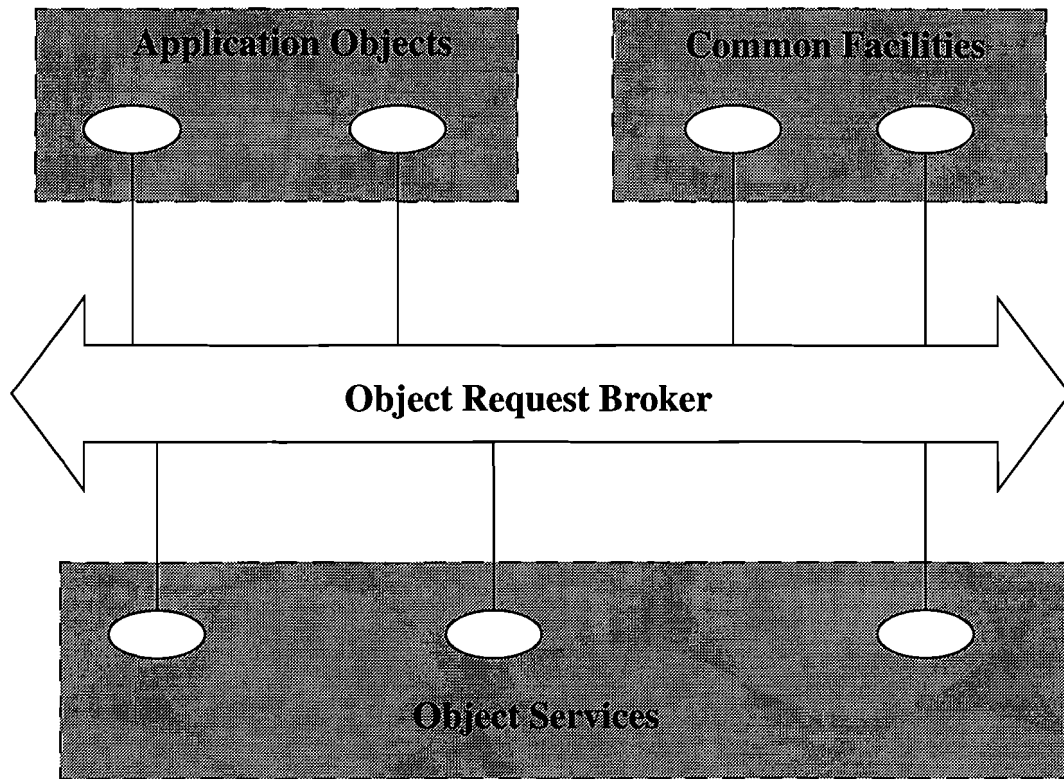 Application Objects
Common Facilities
Object Request Broker
Object Services